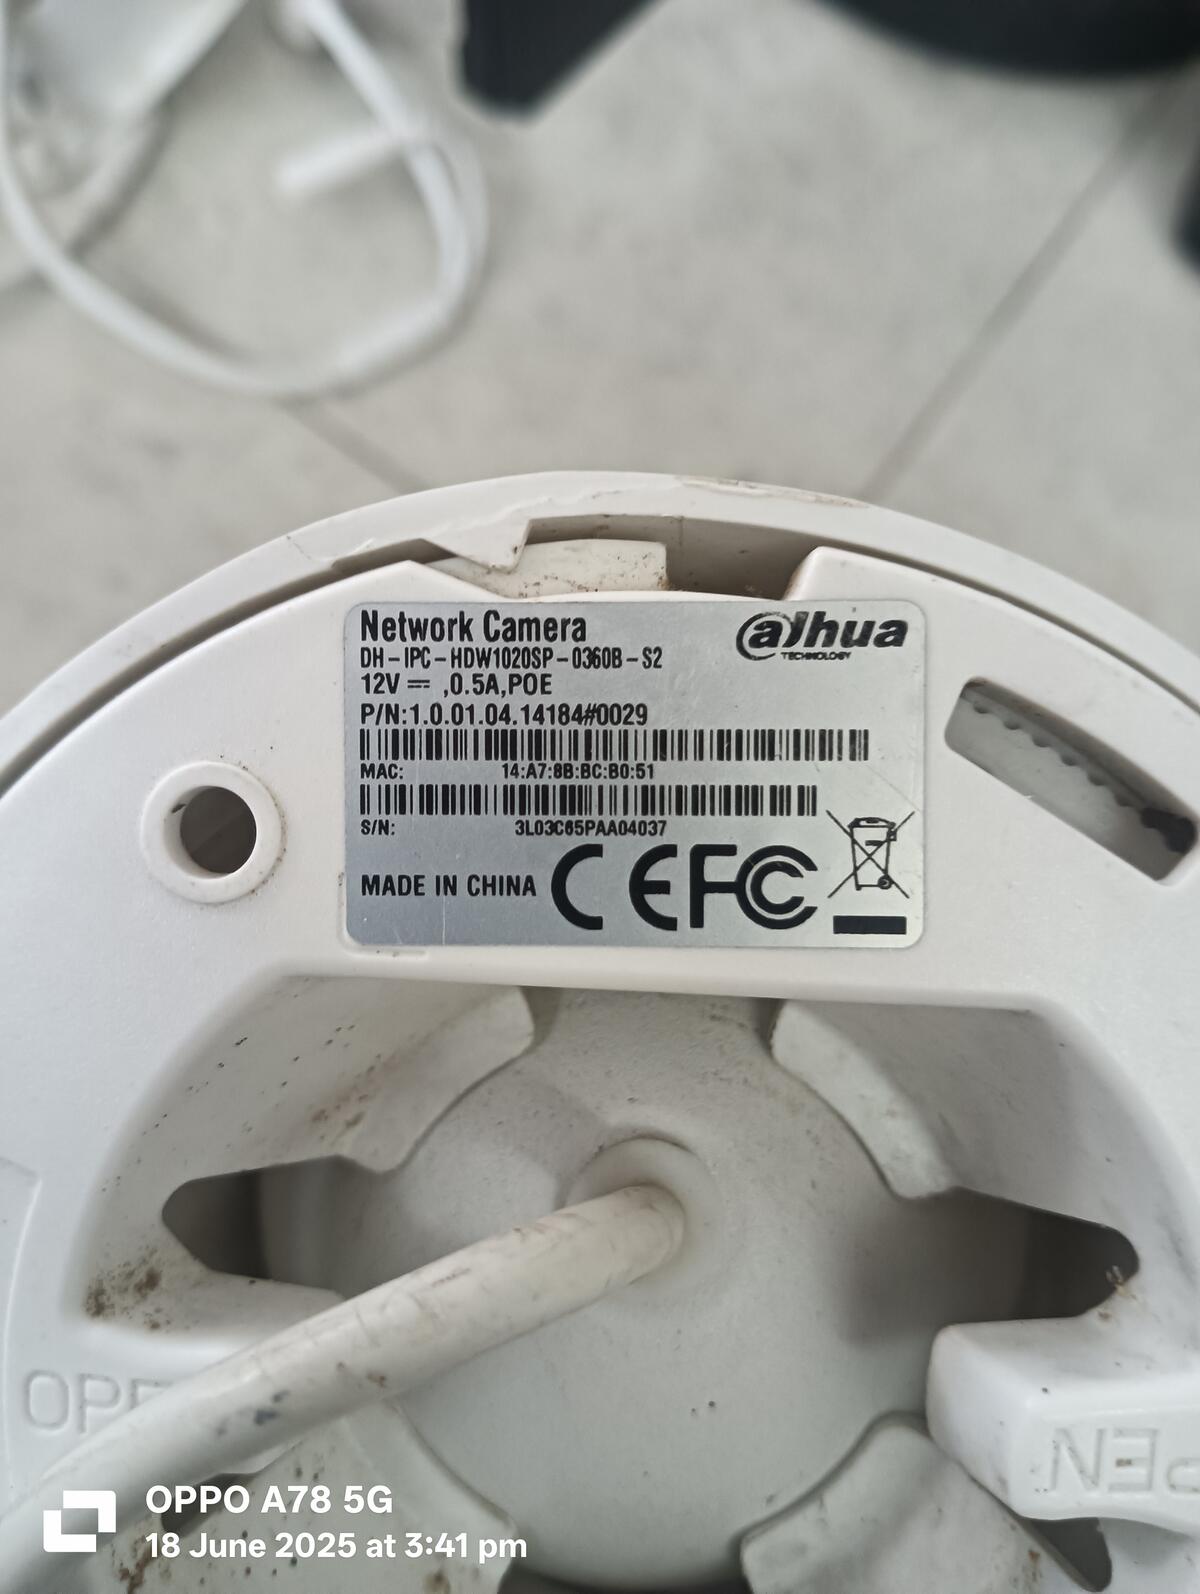 Network Camera
alhua
TECHNOLOGY
DH-IPC-HDW1020SP-0360B-S2
12V ⎓ ,0.5A,POE
P/N:1.0.01.04.14184#0029
MAC: 14:A7:8B:BC:B0:51
S/N: 3L03C65PAA04037
MADE IN CHINA CE FC
OPE
PEN
OPPO A78 5G
18 June 2025 at 3:41 pm